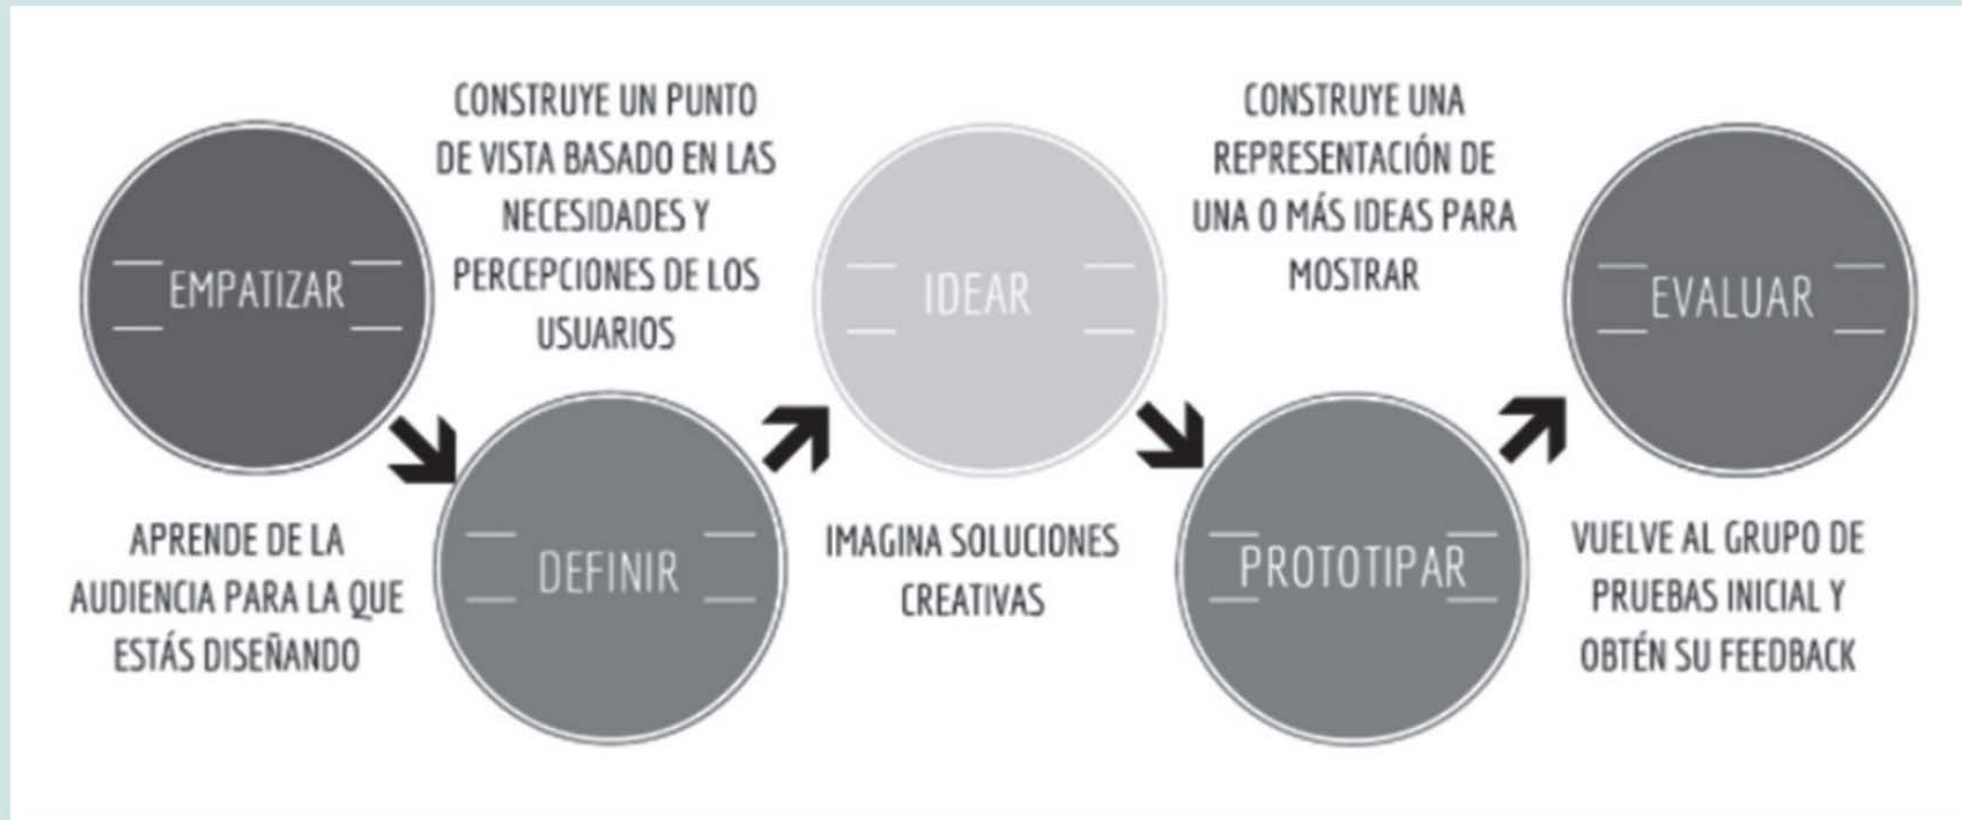 EMPATIZAR
APRENDE DE LA
AUDIENCIA PARA LA QUE
ESTÁS DISEÑANDO
CONSTRUYE UN PUNTO
DE VISTA BASADO EN LAS
NECESIDADES Y
PERCEPCIONES DE LOS
USUARIOS
DEFINIR
IDEAR
IMAGINA SOLUCIONES
CREATIVAS
CONSTRUYE UNA
REPRESENTACIÓN DE
UNA O MÁS IDEAS PARA
MOSTRAR
PROTOTIPAR
EVALUAR
VUELVE AL GRUPO DE
PRUEBAS INICIAL Y
OBTÉN SU FEEDBACK